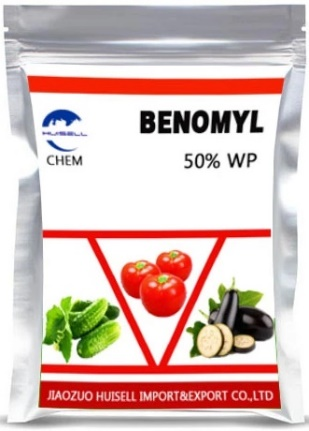 BENOMYL
HUISELL
CHEM
50% WP
JIAOZUO HUISELL IMPORT&EXPORT CO.,LTD